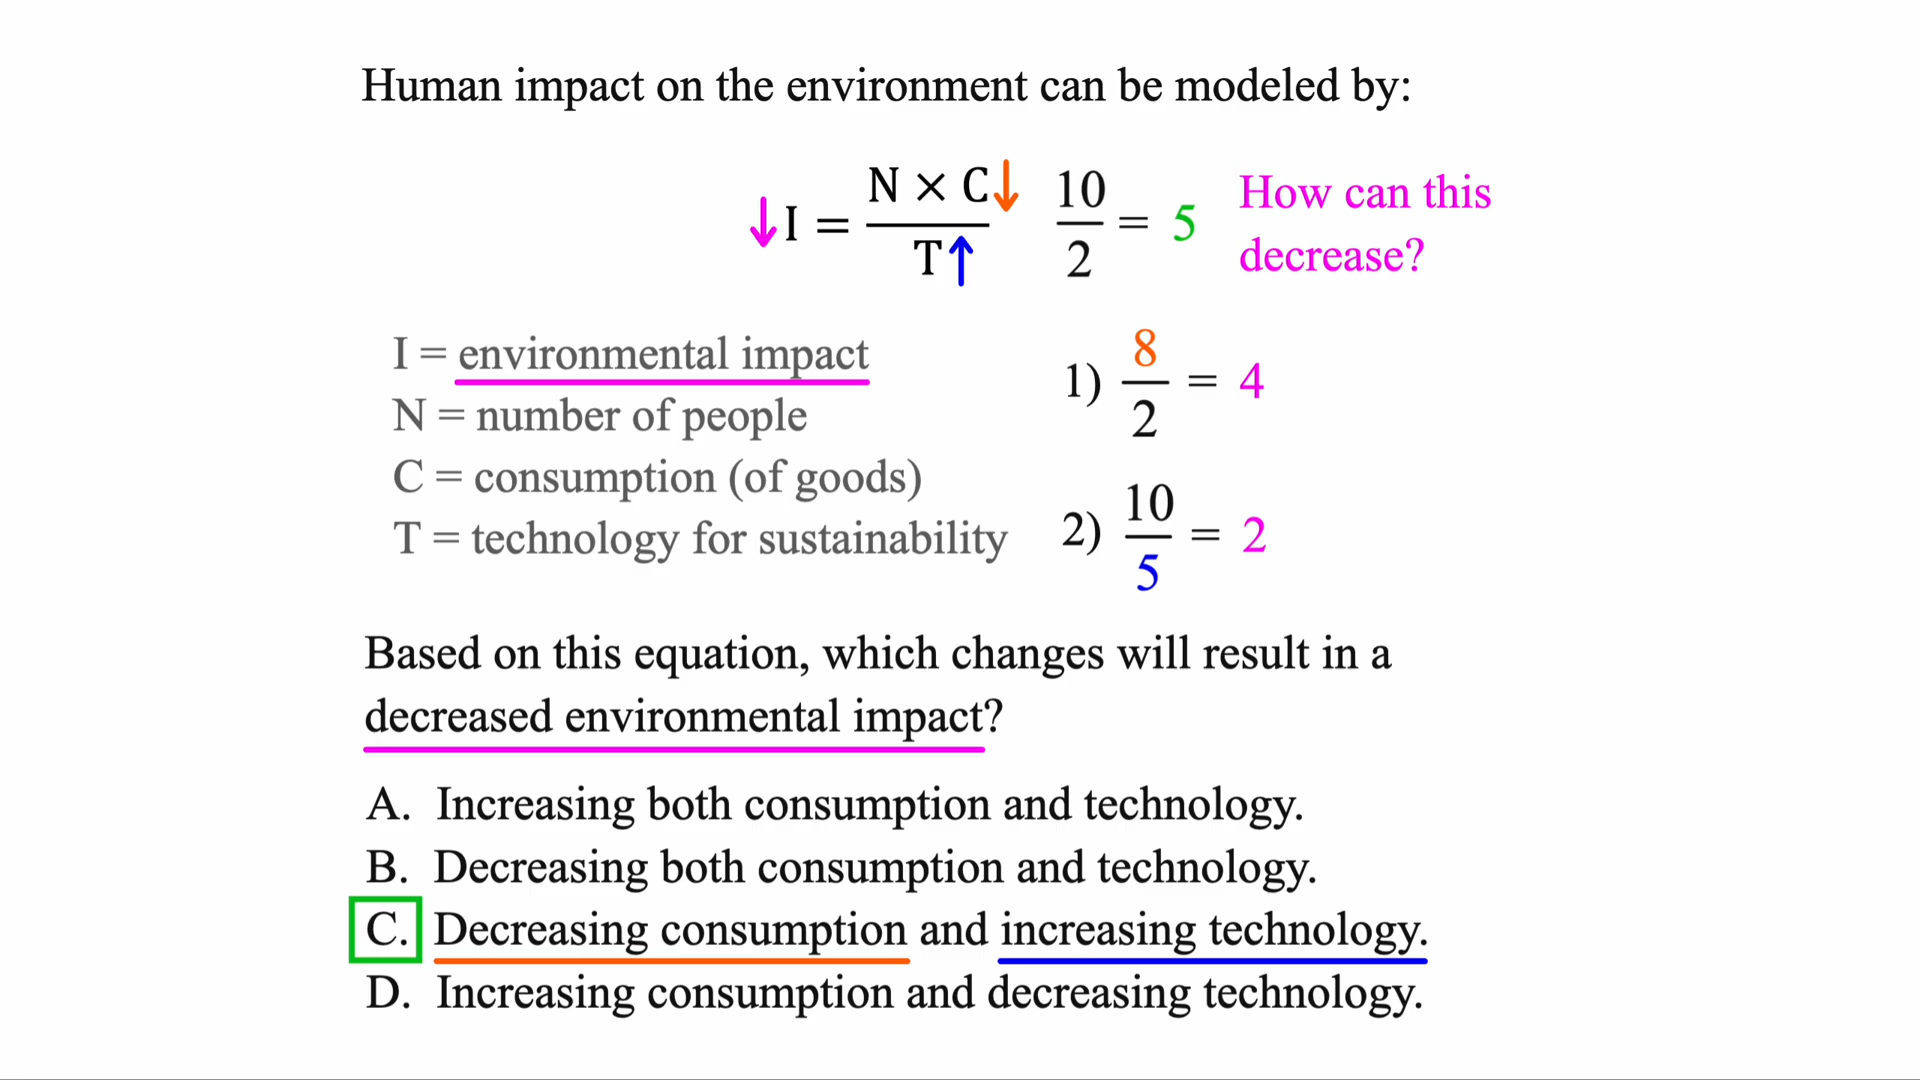 Human impact on the environment can be modeled by:
↓I = N × C↓ / T↑
10 / 2 = 5
How can this
decrease?
I = environmental impact
N = number of people
C = consumption (of goods)
T = technology for sustainability
1) 8 / 2 = 4
2) 10 / 5 = 2
Based on this equation, which changes will result in a
decreased environmental impact?
A. Increasing both consumption and technology.
B. Decreasing both consumption and technology.
C. Decreasing consumption and increasing technology.
D. Increasing consumption and decreasing technology.